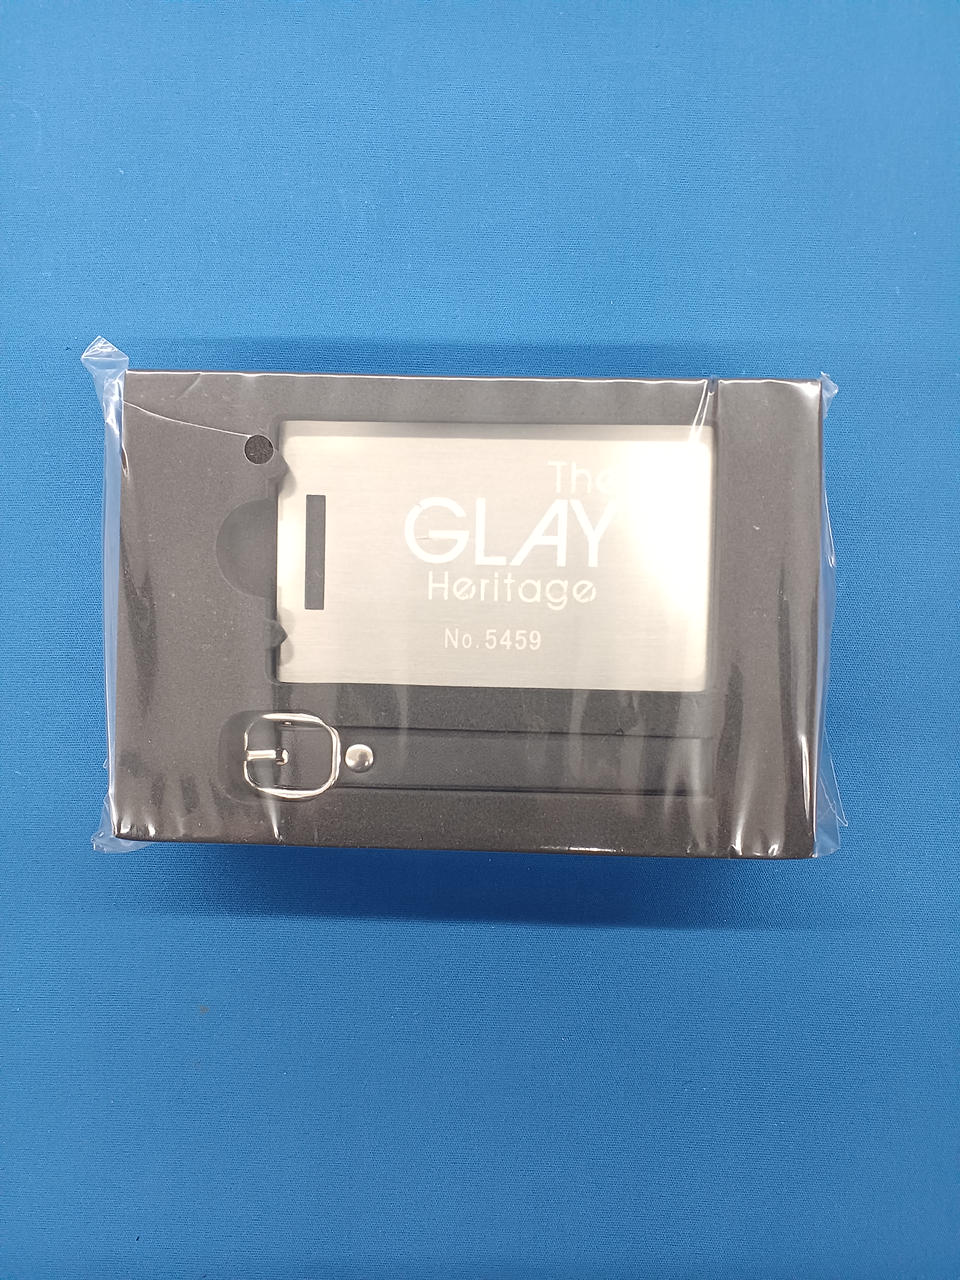 The
GLAY
Heritage
No.5459